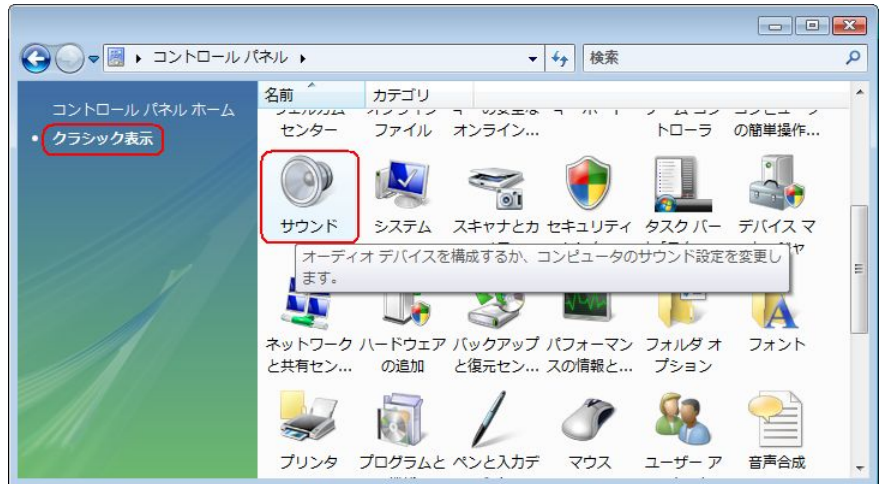 コントロール パネル
検索
コントロール パネル ホーム
クラシック表示
名前
カテゴリ
センター
ファイル
オンライン...
トローラ
の簡単操作...
サウンド
システム
スキャナとカ
セキュリティ
タスク バー
デバイス マ
オーディオ デバイスを構成するか、コンピュータのサウンド設定を変更し
ます。
ネットワーク
と共有セン...
ハードウェア
の追加
バックアップ
と復元セン...
パフォーマン
スの情報と...
フォルダ オ
プション
フォント
プリンタ
プログラムと
ペンと入力デ
マウス
ユーザー ア
音声合成